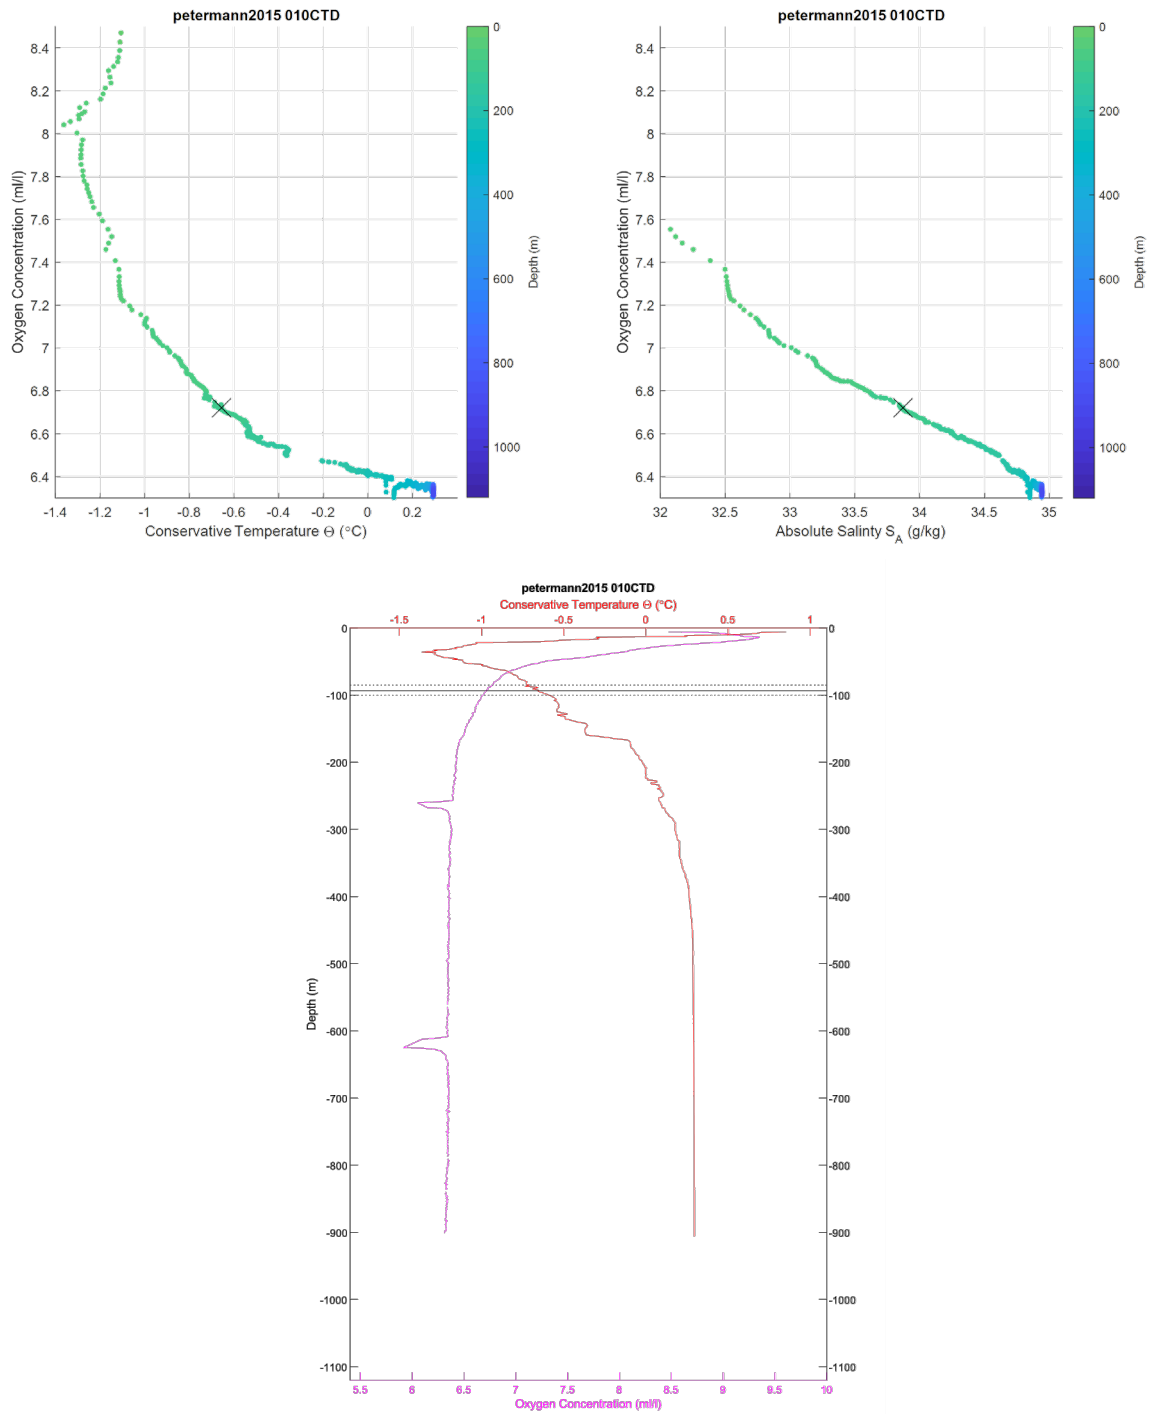 petermann2015 010CTD
8.4
8.2
8
7.8
7.6
7.4
7.2
7
6.8
6.6
6.4
Oxygen Concentration (ml/l)
-1.4 -1.2 -1 -0.8 -0.6 -0.4 -0.2 0 0.2
Conservative Temperature Θ (°C)
0
200
400
600
800
1000
Depth (m)
petermann2015 010CTD
8.4
8.2
8
7.8
7.6
7.4
7.2
7
6.8
6.6
6.4
Oxygen Concentration (ml/l)
32 32.5 33 33.5 34 34.5 35
Absolute Salinty S_A (g/kg)
0
200
400
600
800
1000
Depth (m)
petermann2015 010CTD
Conservative Temperature Θ (°C)
-1.5 -1 -0.5 0 0.5 1
0 0
-100 -100
-200 -200
-300 -300
-400 -400
-500 -500
-600 -600
-700 -700
-800 -800
-900 -900
-1000 -1000
-1100 -1100
Depth (m)
5.5 6 6.5 7 7.5 8 8.5 9 9.5 10
Oxygen Concentration (ml/l)